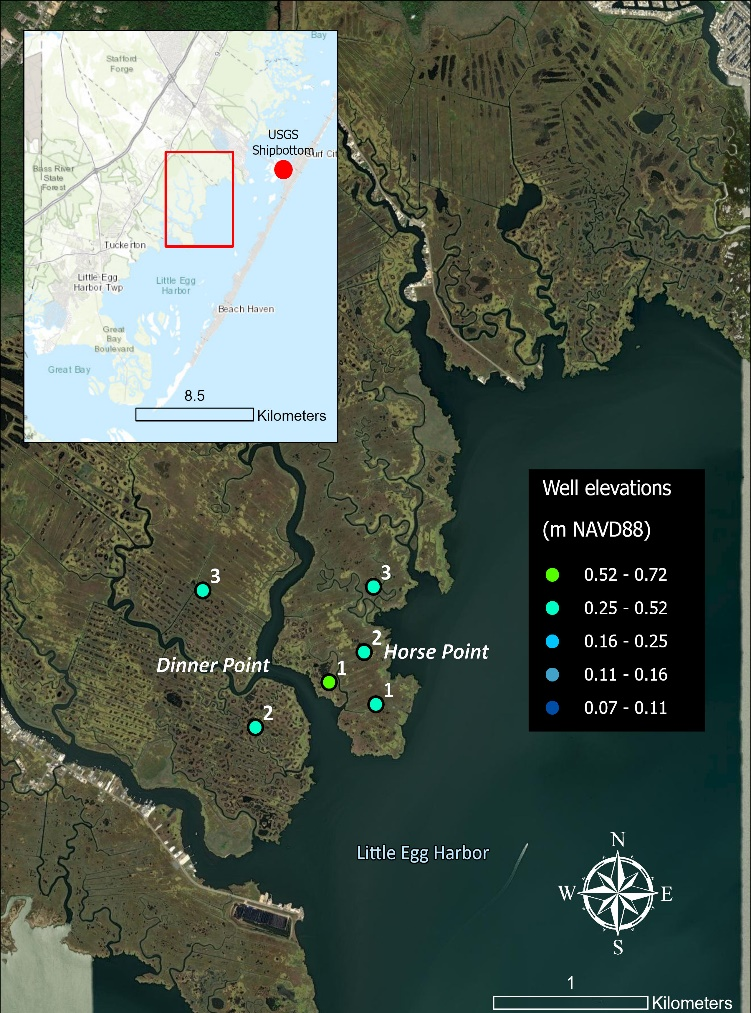 Bay
Stafford
Forge
USGS
Shipbottom
Surf Cit
Bass River
State
Forest
Tuckerton
Little Egg
Harbor Twp
Little Egg
Harbor
Beach Haven
Great
Bay
Boulevard
Great Bay
8.5
Kilometers
Well elevations
(m NAVD88)
0.52 - 0.72
0.25 - 0.52
0.16 - 0.25
0.11 - 0.16
0.07 - 0.11
3
3
2
Horse Point
Dinner Point
1
1
2
Little Egg Harbor
N
W
E
S
1
Kilometers